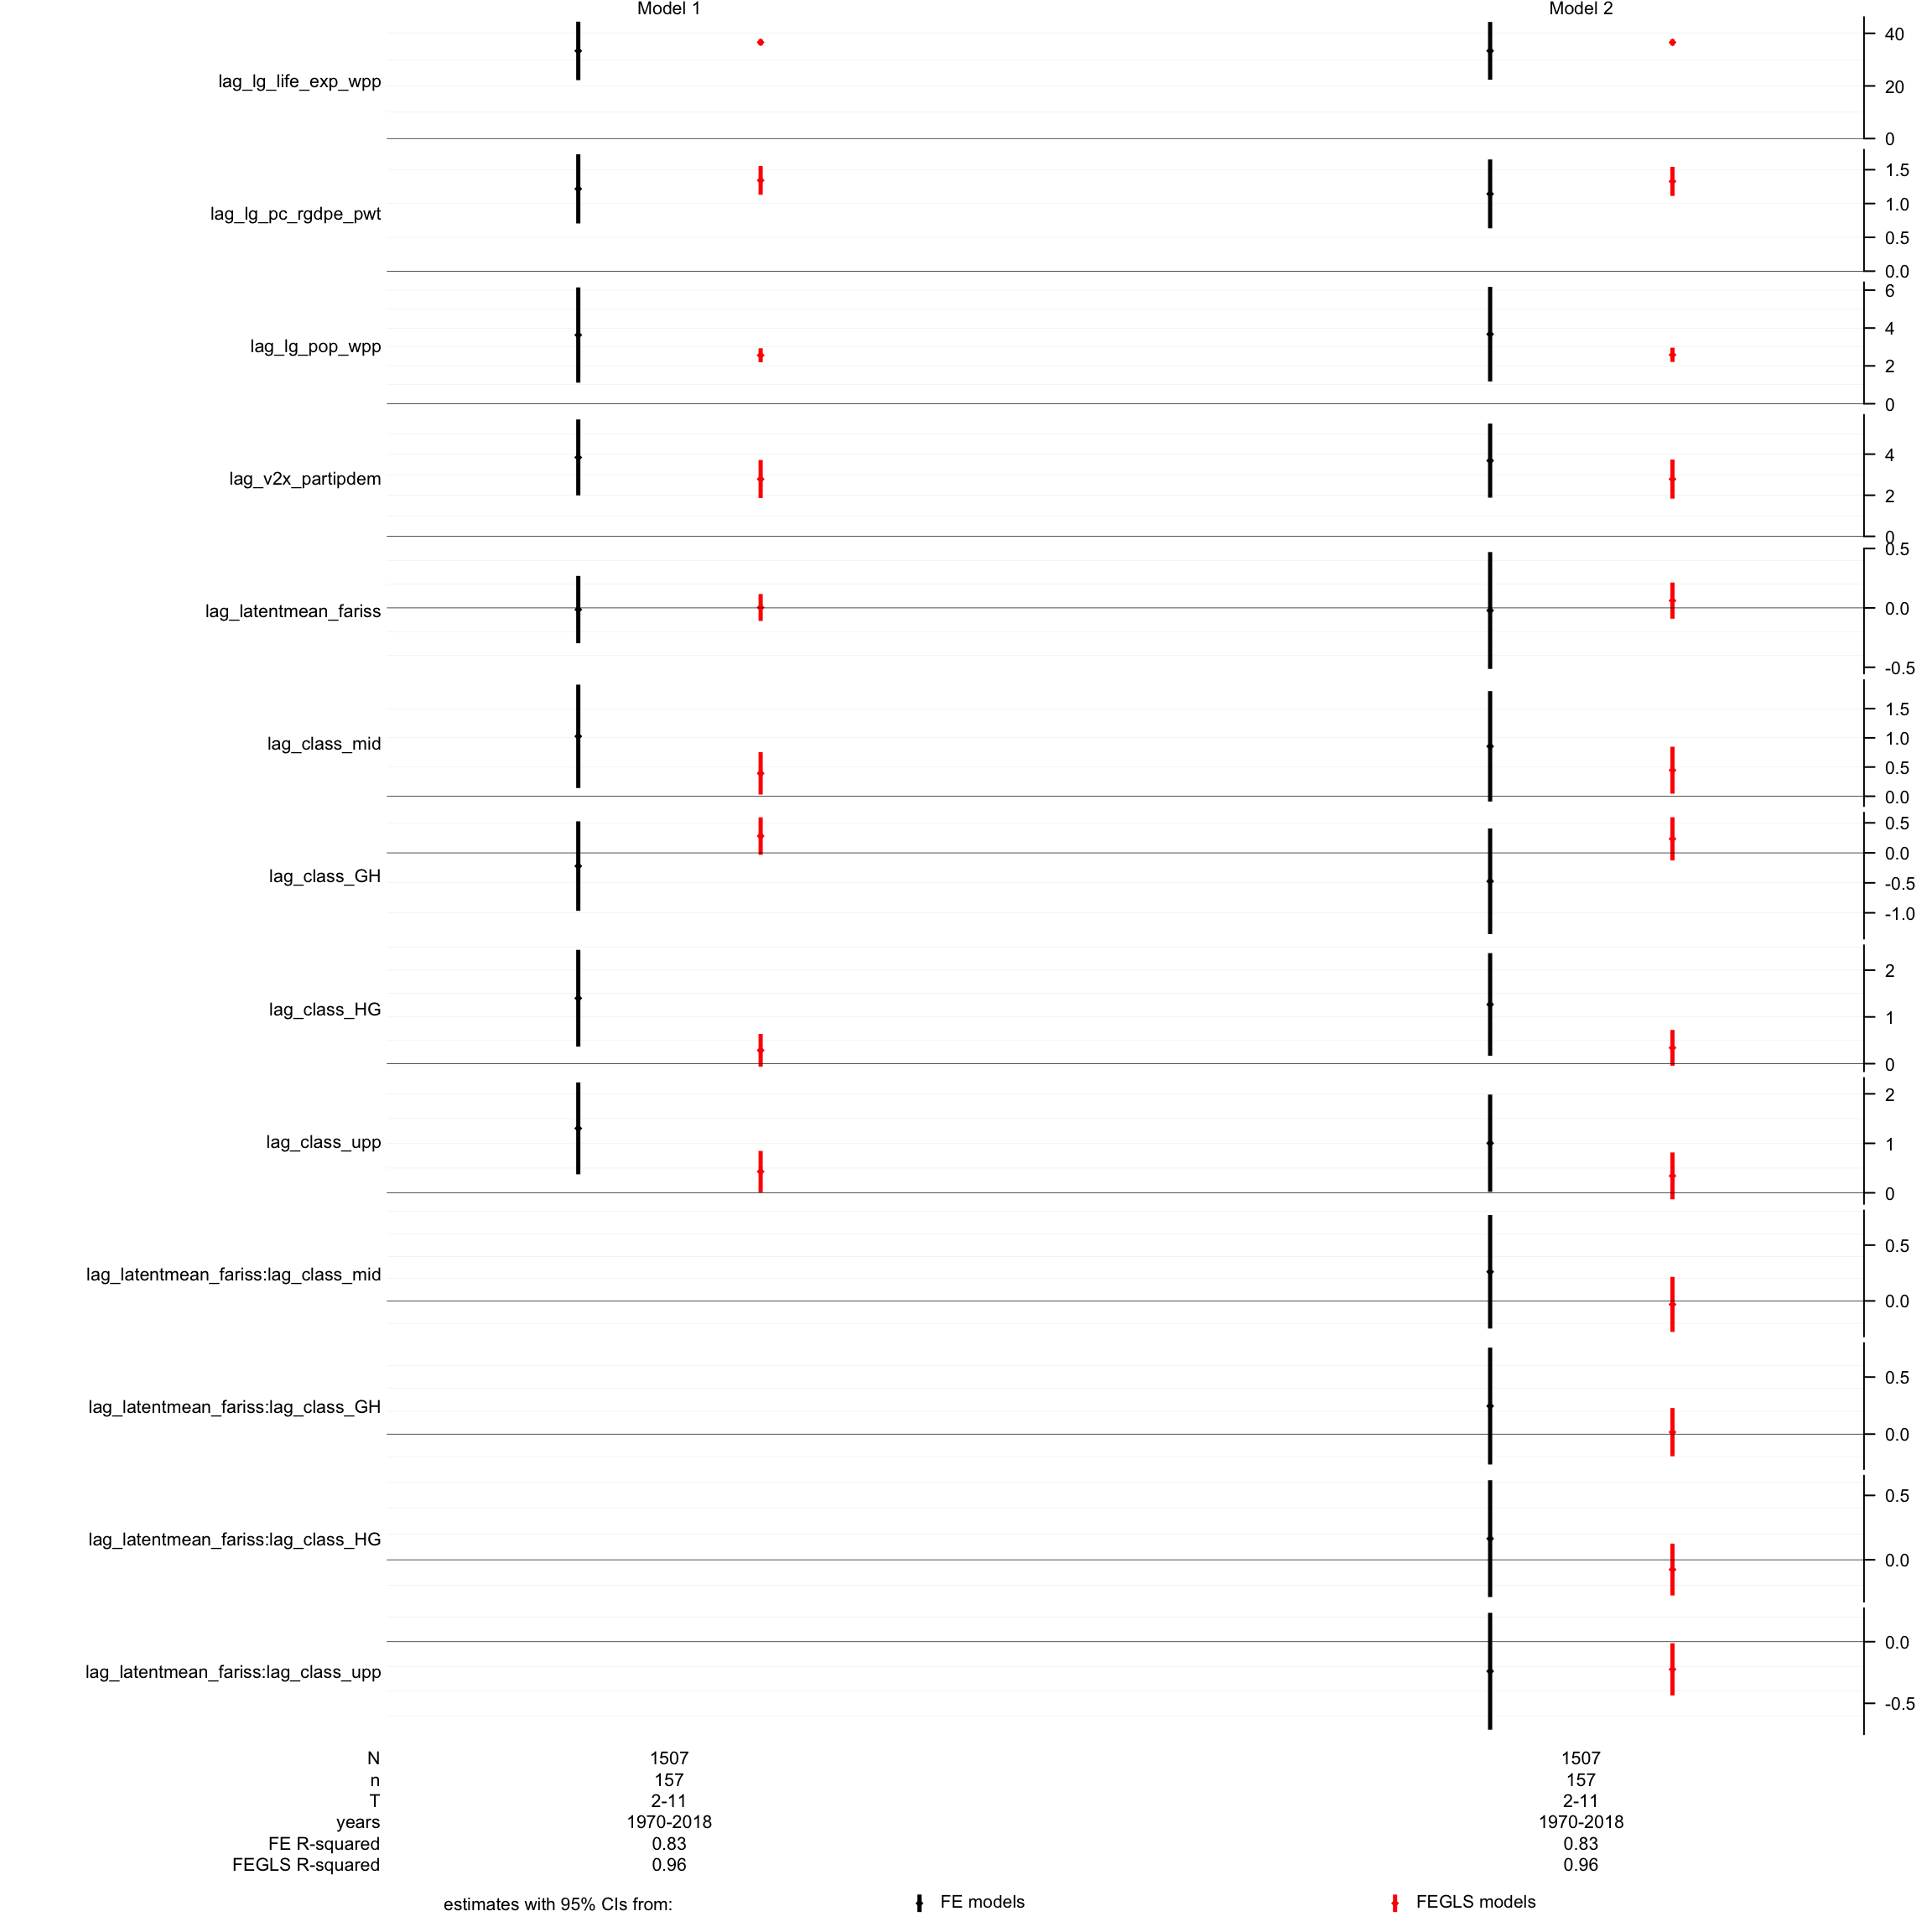 Model 1 Model 2
lag_lg_life_exp_wpp
40
20
0
lag_lg_pc_rgdpe_pwt
1.5
1.0
0.5
0.0
lag_lg_pop_wpp
6
4
2
0
lag_v2x_partipdem
4
2
0
lag_latentmean_fariss
0.5
0.0
-0.5
lag_class_mid
1.5
1.0
0.5
0.0
lag_class_GH
0.5
0.0
-0.5
-1.0
lag_class_HG
2
1
0
lag_class_upp
2
1
0
lag_latentmean_fariss:lag_class_mid
0.5
0.0
lag_latentmean_fariss:lag_class_GH
0.5
0.0
lag_latentmean_fariss:lag_class_HG
0.5
0.0
lag_latentmean_fariss:lag_class_upp
0.0
-0.5
N 1507 1507
n 157 157
T 2-11 2-11
years 1970-2018 1970-2018
FE R-squared 0.83 0.83
FEGLS R-squared 0.96 0.96
estimates with 95% CIs from: FE models FEGLS models